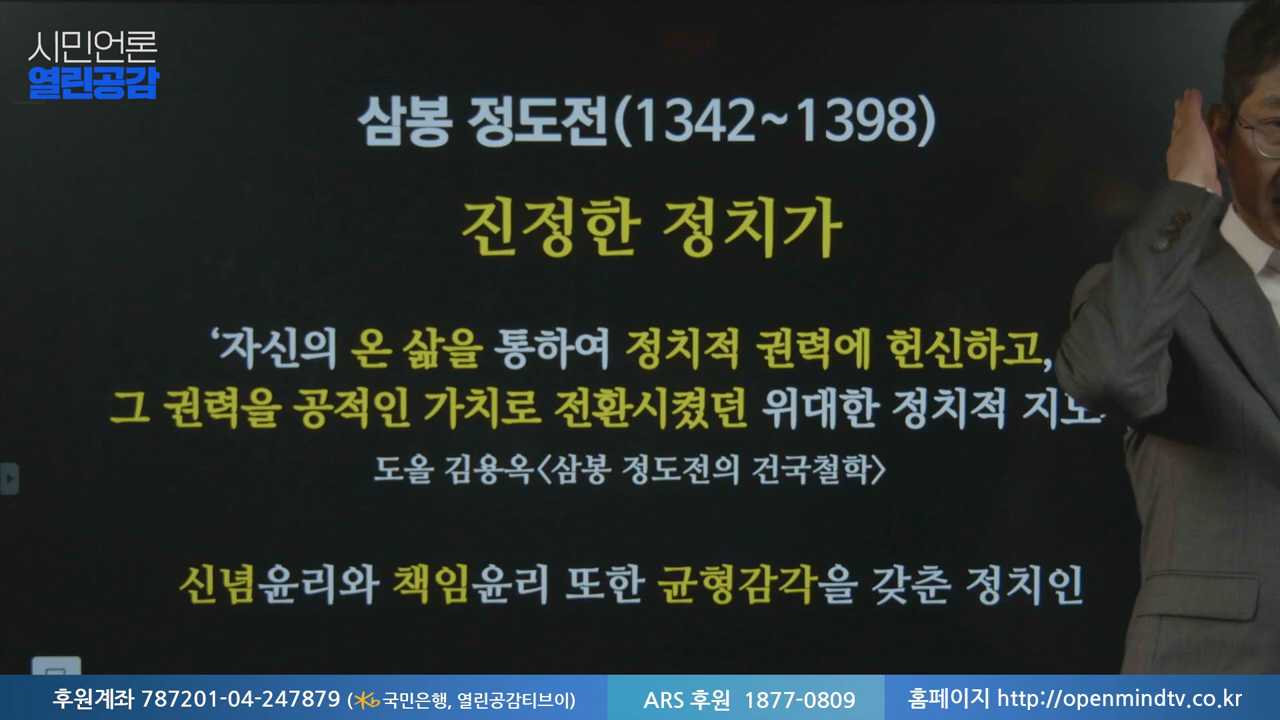 시민언론
열린공감
삼봉 정도전(1342~1398)
진정한 정치가
‘자신의 온 삶을 통하여 정치적 권력에 헌신하고,
그 권력을 공적인 가치로 전환시켰던 위대한 정치적
도올 김용옥<삼봉 정도전의 건국철학>
신념윤리와 책임윤리 또한 균형감각을 갖춘 정치인
후원계좌 787201-04-247879 (국민은행, 열린공감티브이) ARS 후원 1877-0809 홈페이지 http://openmindtv.co.kr